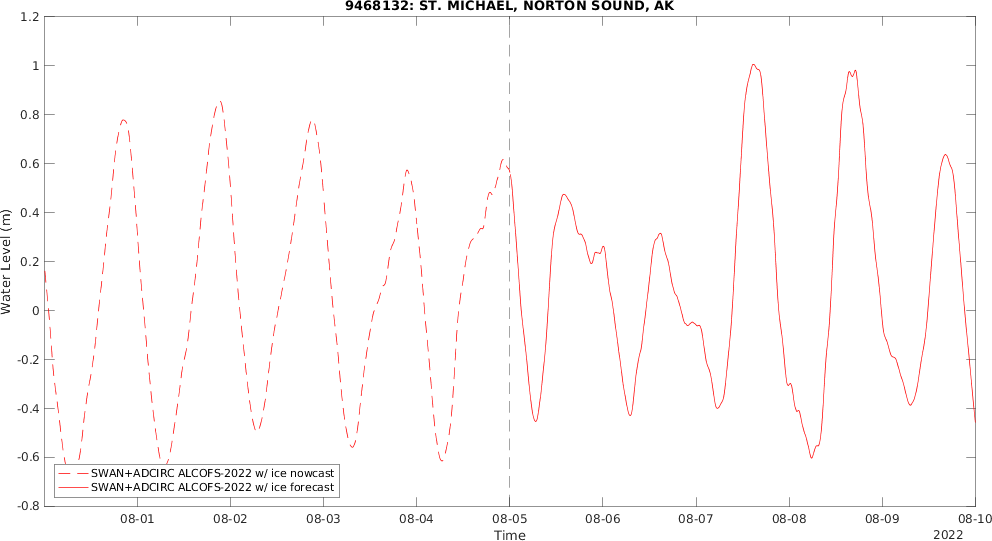 9468132: ST. MICHAEL, NORTON SOUND, AK
1.2
1
0.8
0.6
0.4
0.2
0
-0.2
-0.4
-0.6
-0.8
Water Level (m)
SWAN+ADCIRC ALCOFS-2022 w/ ice nowcast
SWAN+ADCIRC ALCOFS-2022 w/ ice forecast
08-01 08-02 08-03 08-04 08-05 08-06 08-07 08-08 08-09 08-10
Time
2022